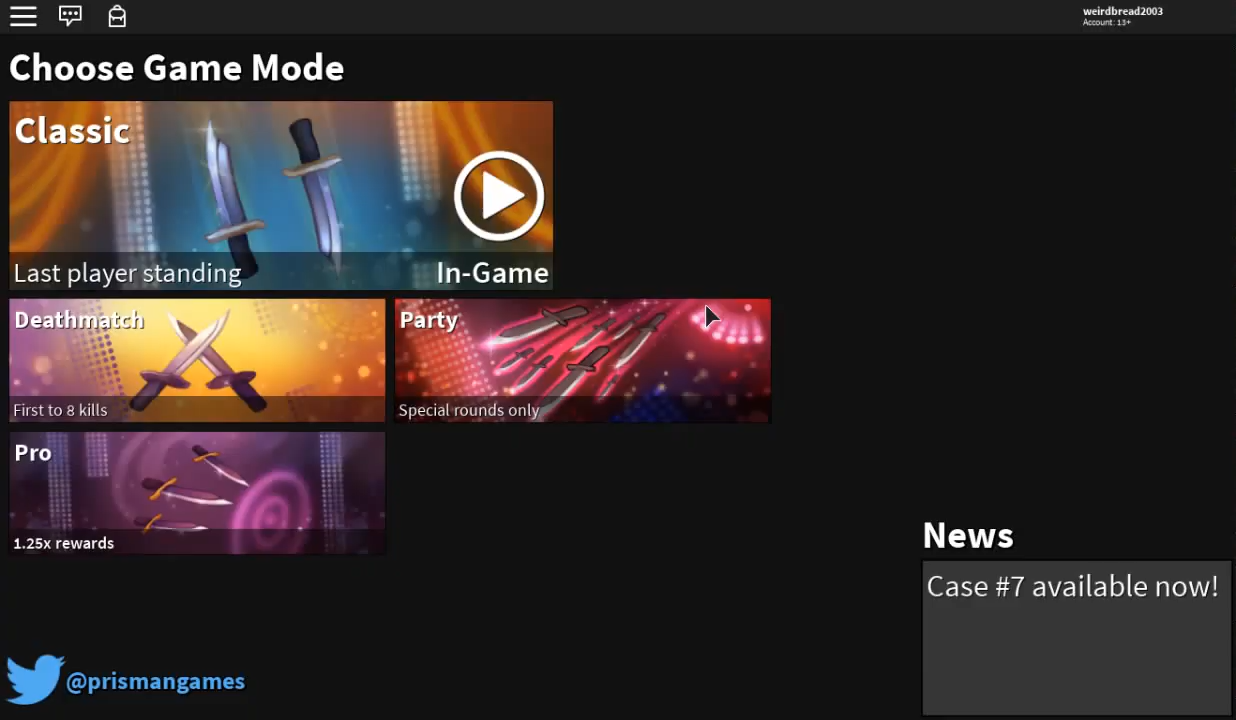 weirdbread2003
Account: 13+
Choose Game Mode
Classic
Last player standing
In-Game
Deathmatch
First to 8 kills
Party
Special rounds only
Pro
1.25x rewards
News
Case #7 available now!
@prismangames